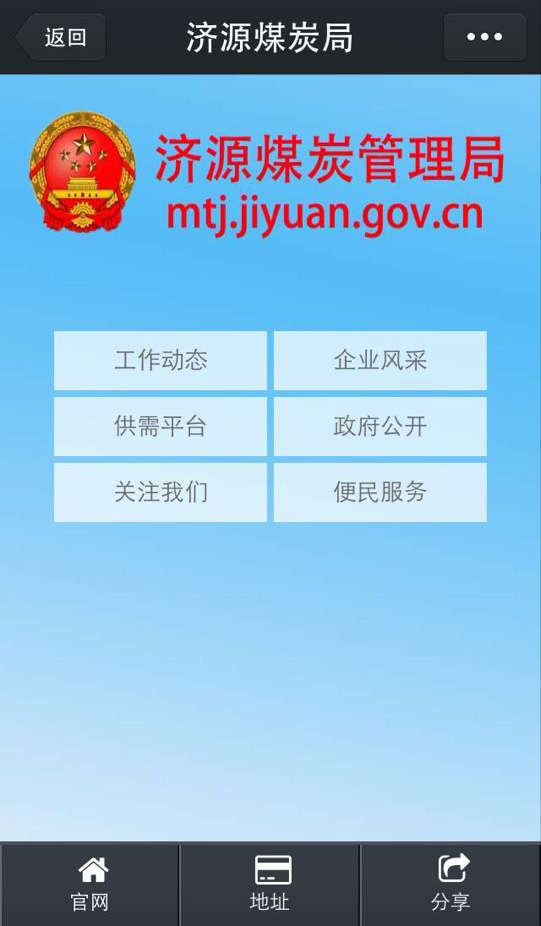 返回 济源煤炭局
济源煤炭管理局
mtj.jiyuan.gov.cn
工作动态 企业风采
供需平台 政府公开
关注我们 便民服务
官网 地址 分享